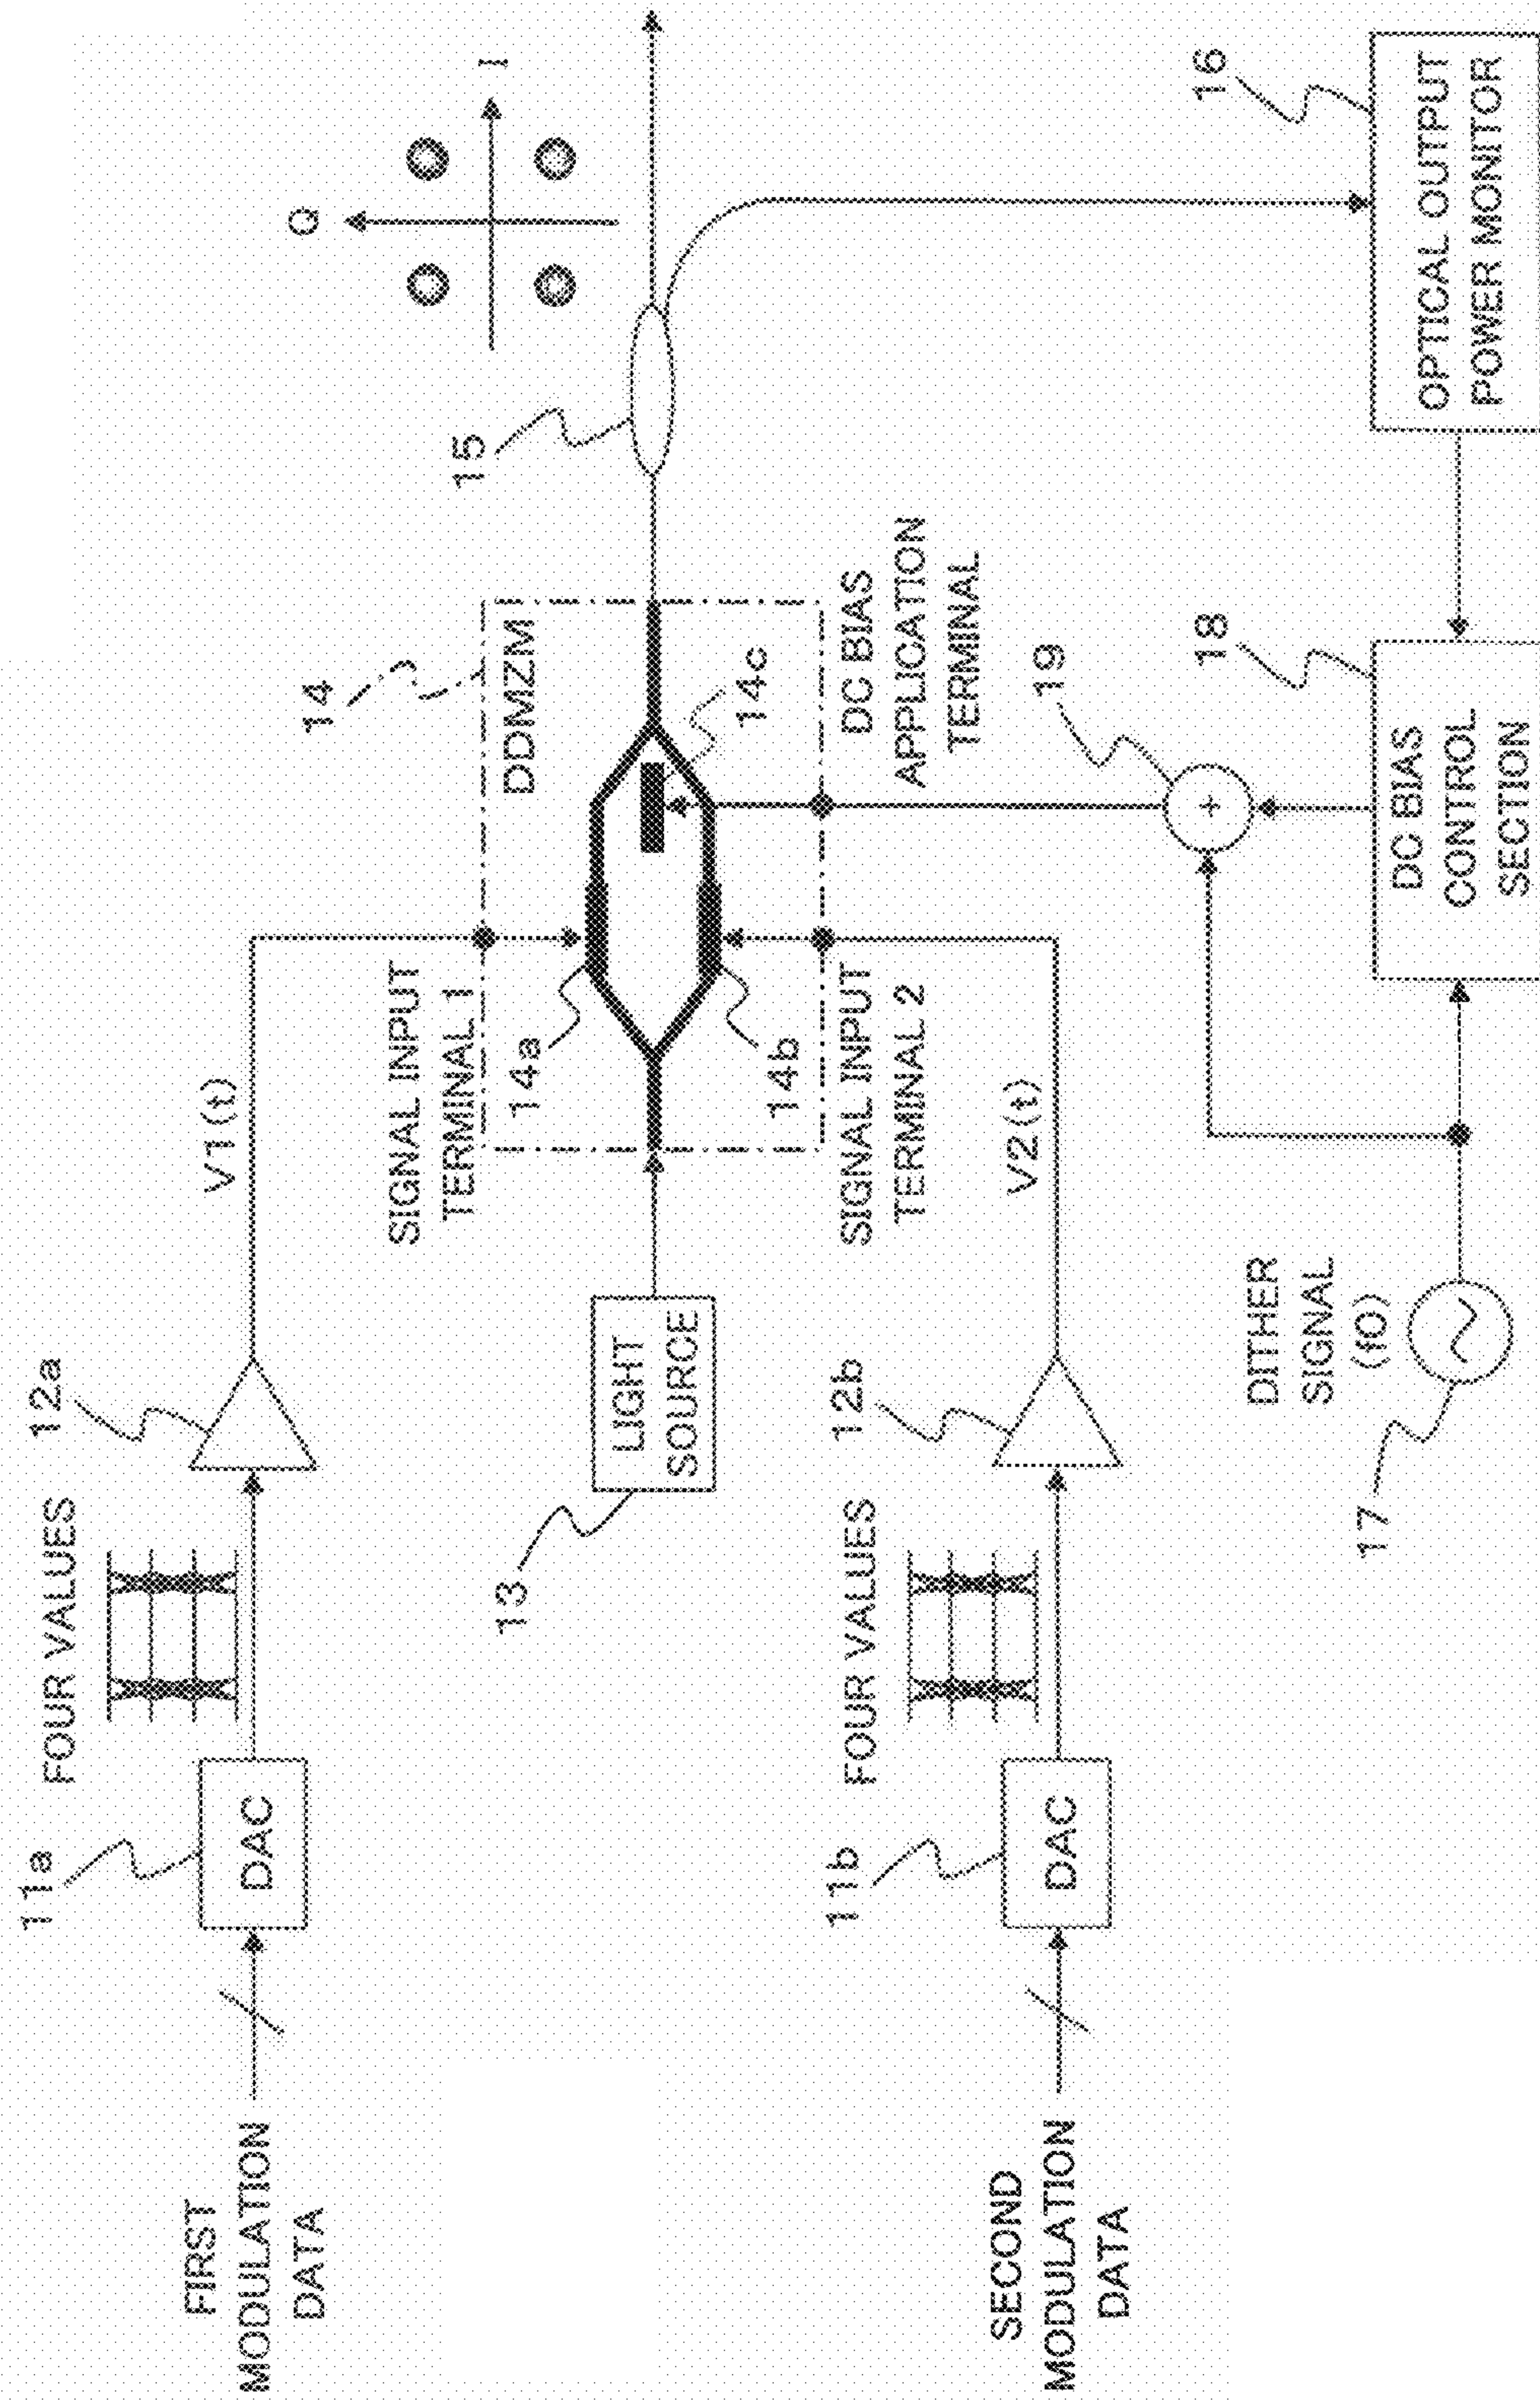 FIRST
MODULATION
DATA
11a
DAC
FOUR VALUES
12a
V1(t)
SIGNAL INPUT
TERMINAL 1
14
DDMZM
14a
14b
14c
13
LIGHT
SOURCE
15
Q
I
SECOND
MODULATION
DATA
11b
DAC
FOUR VALUES
12b
V2(t)
SIGNAL INPUT
TERMINAL 2
DC BIAS
APPLICATION
TERMINAL
19
+
DITHER
SIGNAL
(f0)
17
18
DC BIAS
CONTROL
SECTION
16
OPTICAL OUTPUT
POWER MONITOR